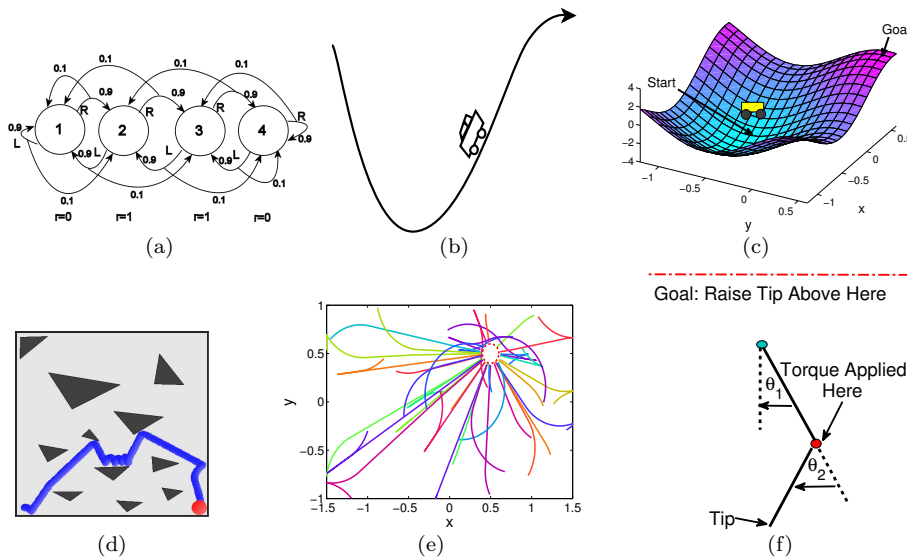 0.1 0.1 0.1 0.1
R R R R
0.9 0.9 0.9 0.9
1 2 3 4
L 0.9 L 0.9 L 0.9 L
0.1 0.1 0.1 0.1
r=0 r=1 r=1 r=0
(a)
(b)
Goal
Start
4
2
0
−2
−4
−1 −0.5 0 0.5
y
−1 −0.5 0 0.5
x
(c)
(d)
1
0.5
0
−0.5
−1
y
−1.5 −1 −0.5 0 0.5 1 1.5
x
(e)
Goal: Raise Tip Above Here
Torque Applied
Here
θ1
θ2
Tip
(f)